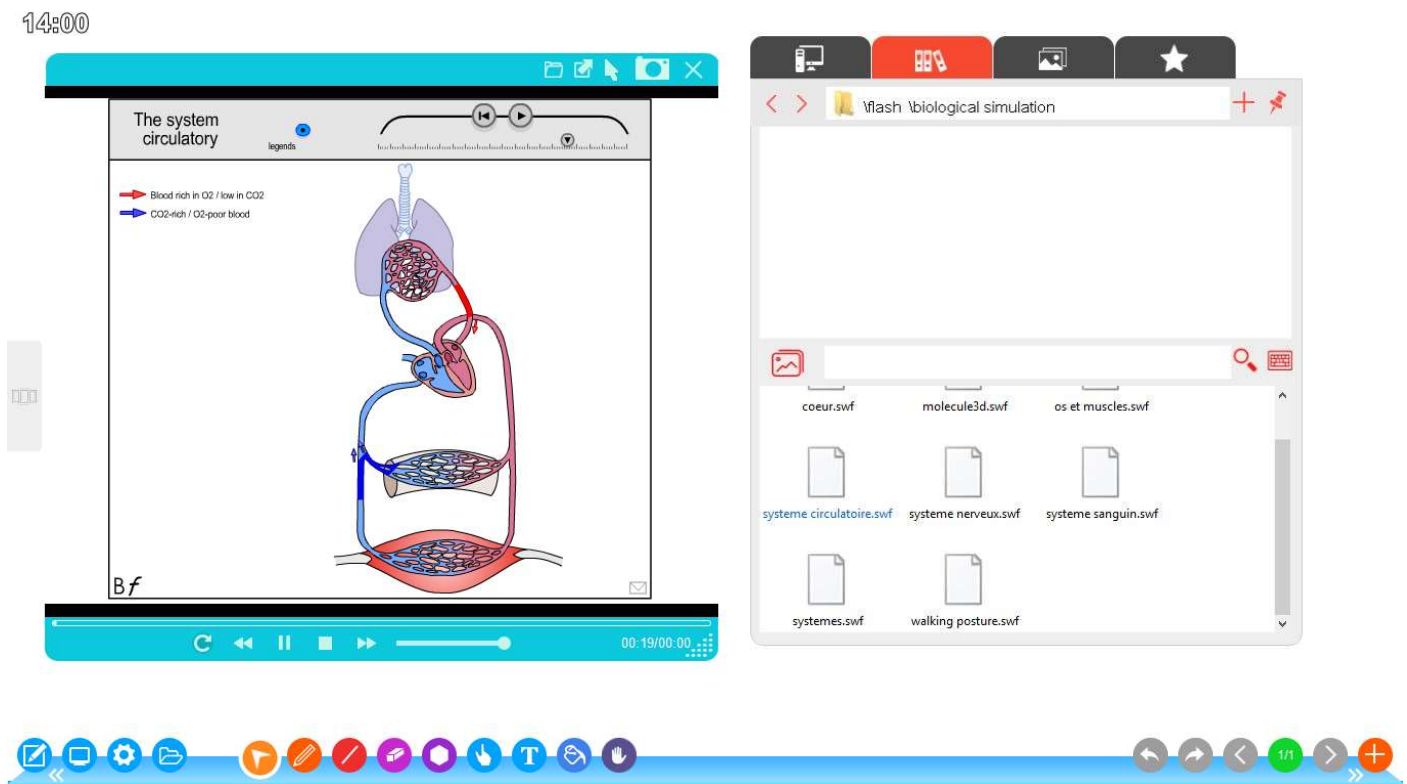 14:00
The system
circulatory
legends
Blood rich in O2 / low in CO2
CO2-rich / O2-poor blood
Bf
00:19/00:00
\flash \biological simulation
coeur.swf
molecule3d.swf
os et muscles.swf
systeme circulatoire.swf
systeme nerveux.swf
systeme sanguin.swf
systemes.swf
walking posture.swf
T
1/1